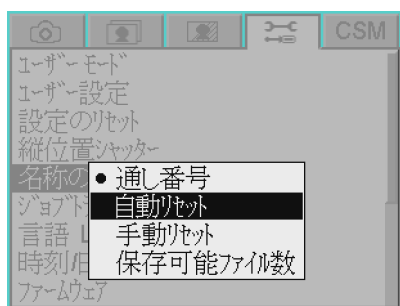 CSM
ユーザーモード
ユーザー設定
設定のリセット
縦位置シャッター
名称の
通し番号
ジョブト
自動リセット
言語 L
手動リセット
時刻/日
保存可能ファイル数
ファームウェア